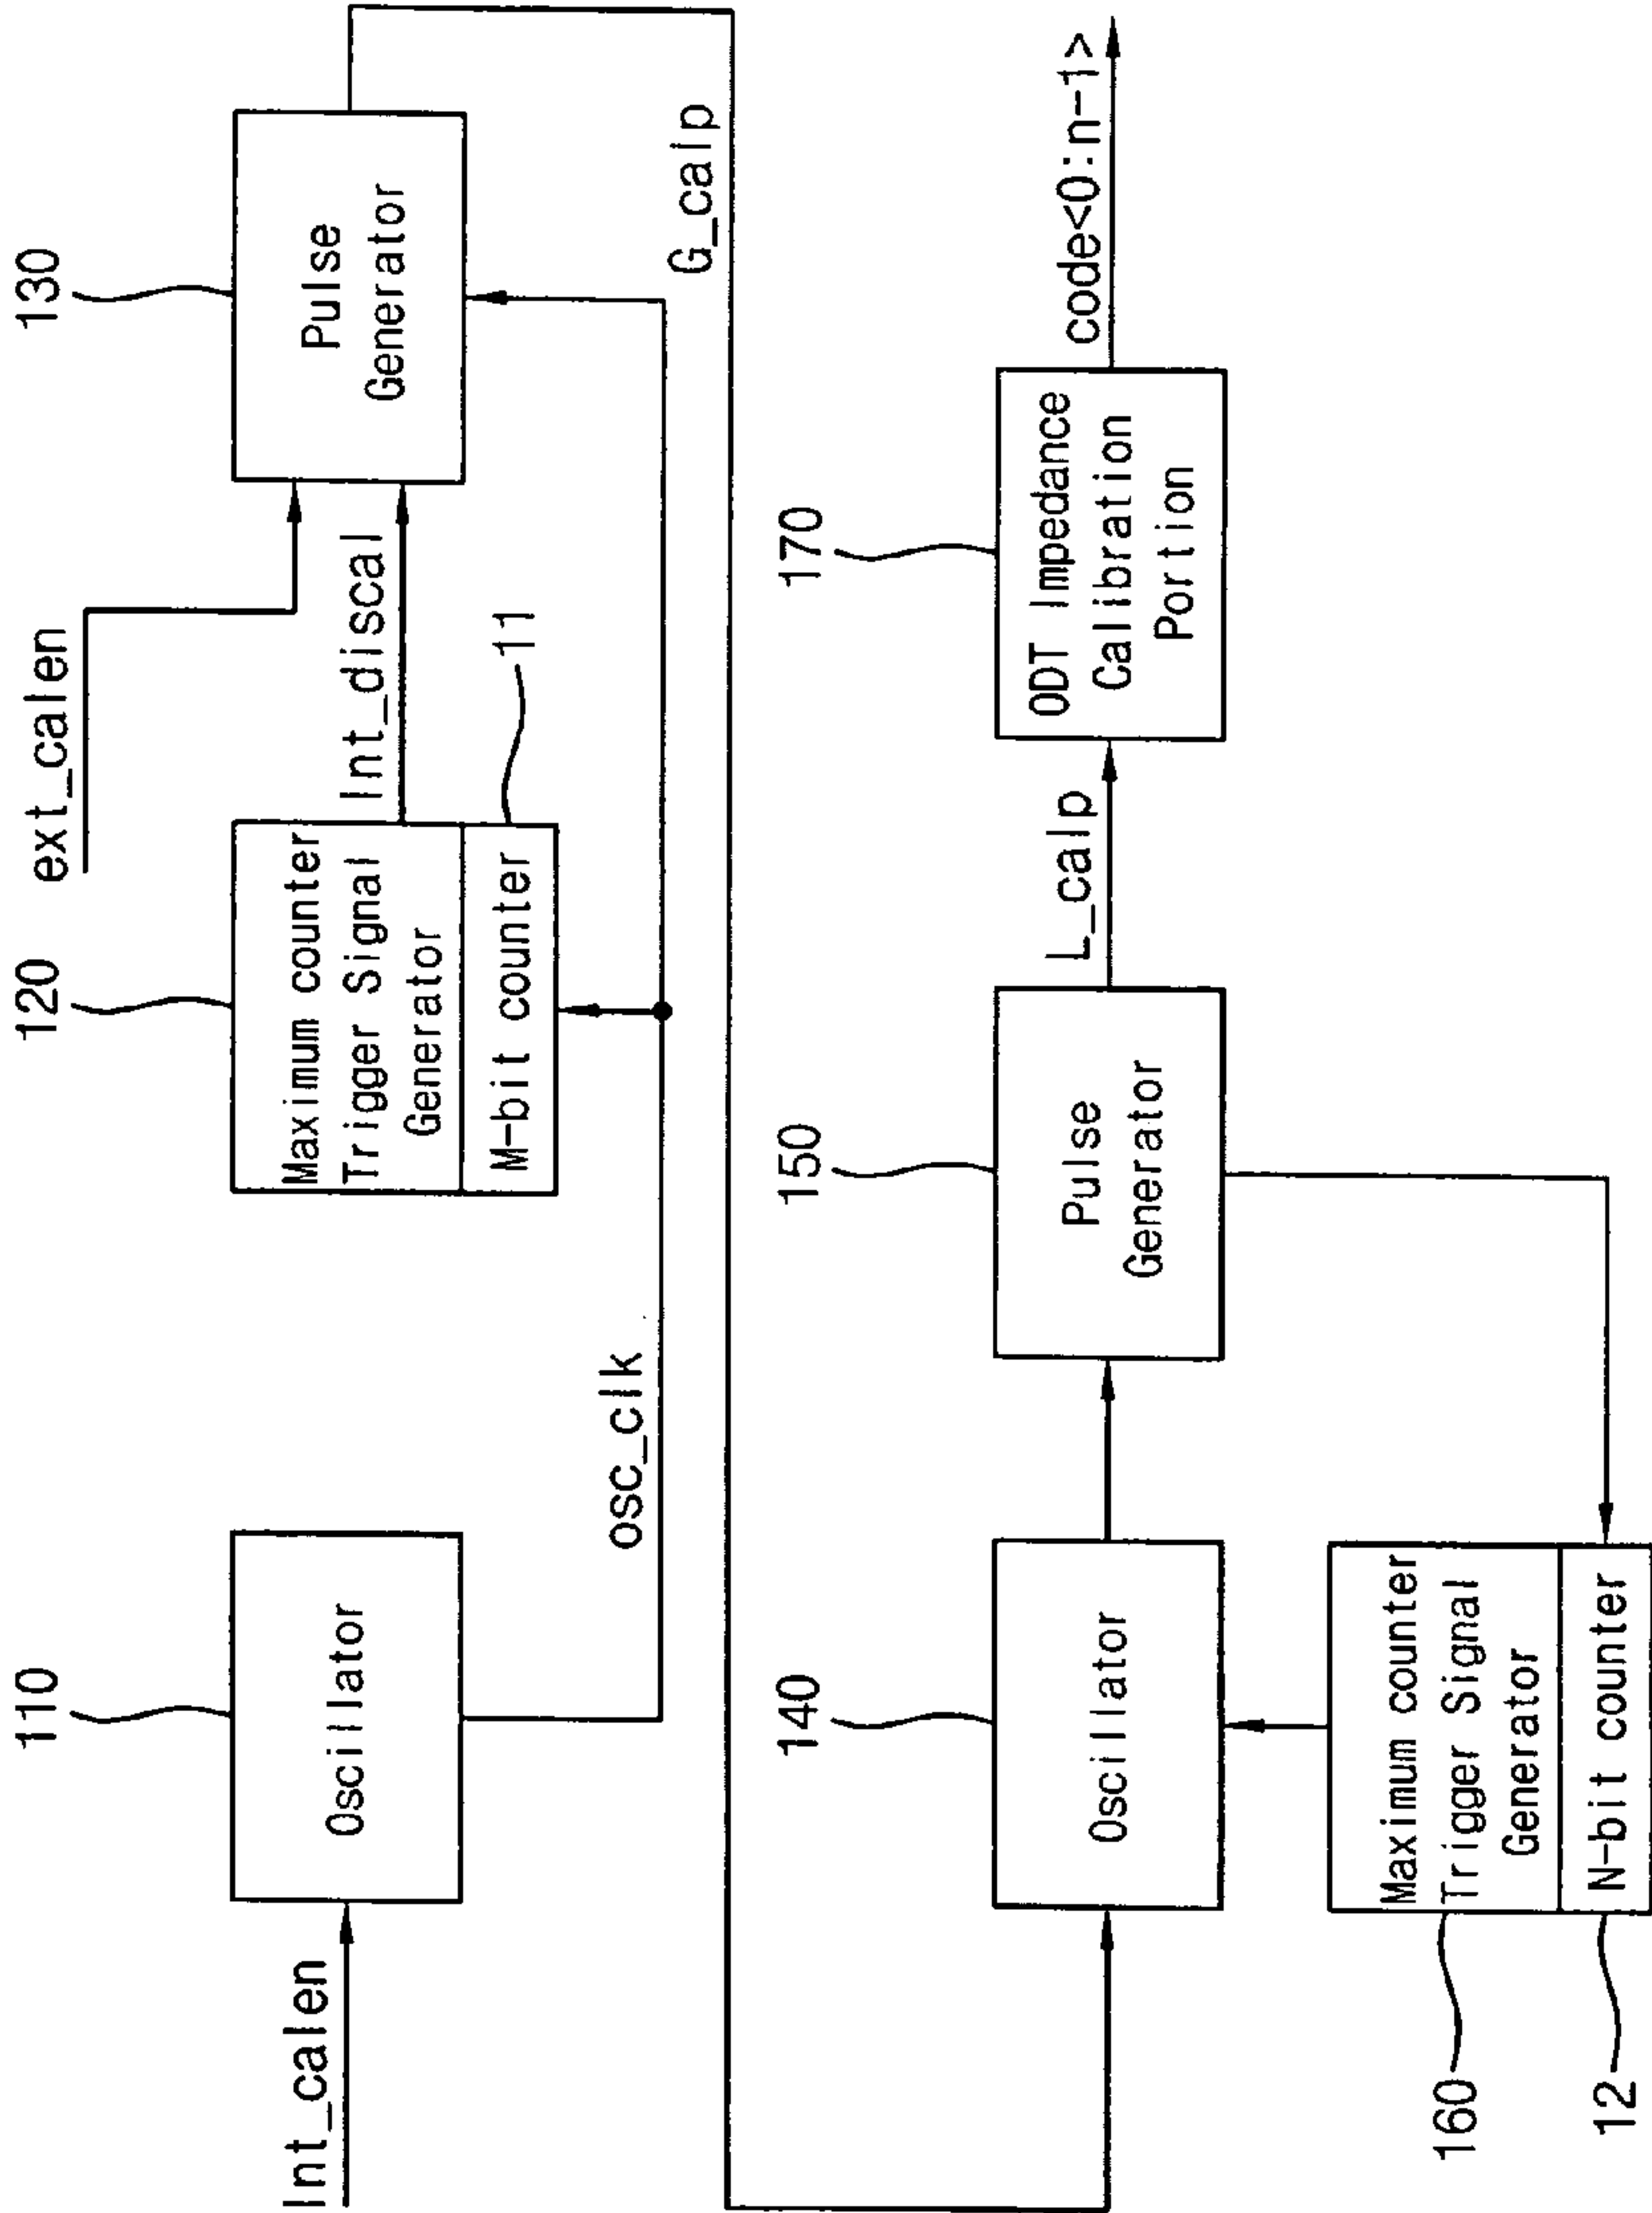 110
120
130
Int_calen
Oscillator
osc_clk
Maximum counter
Trigger Signal
Generator
M-bit counter
11
ext_calen
Int_discal
Pulse
Generator
G_calp
140
150
170
Oscillator
Pulse
Generator
L_calp
ODT Impedance
Calibration
Portion
code<0:n-1>
160
Maximum counter
Trigger Signal
Generator
12
N-bit counter